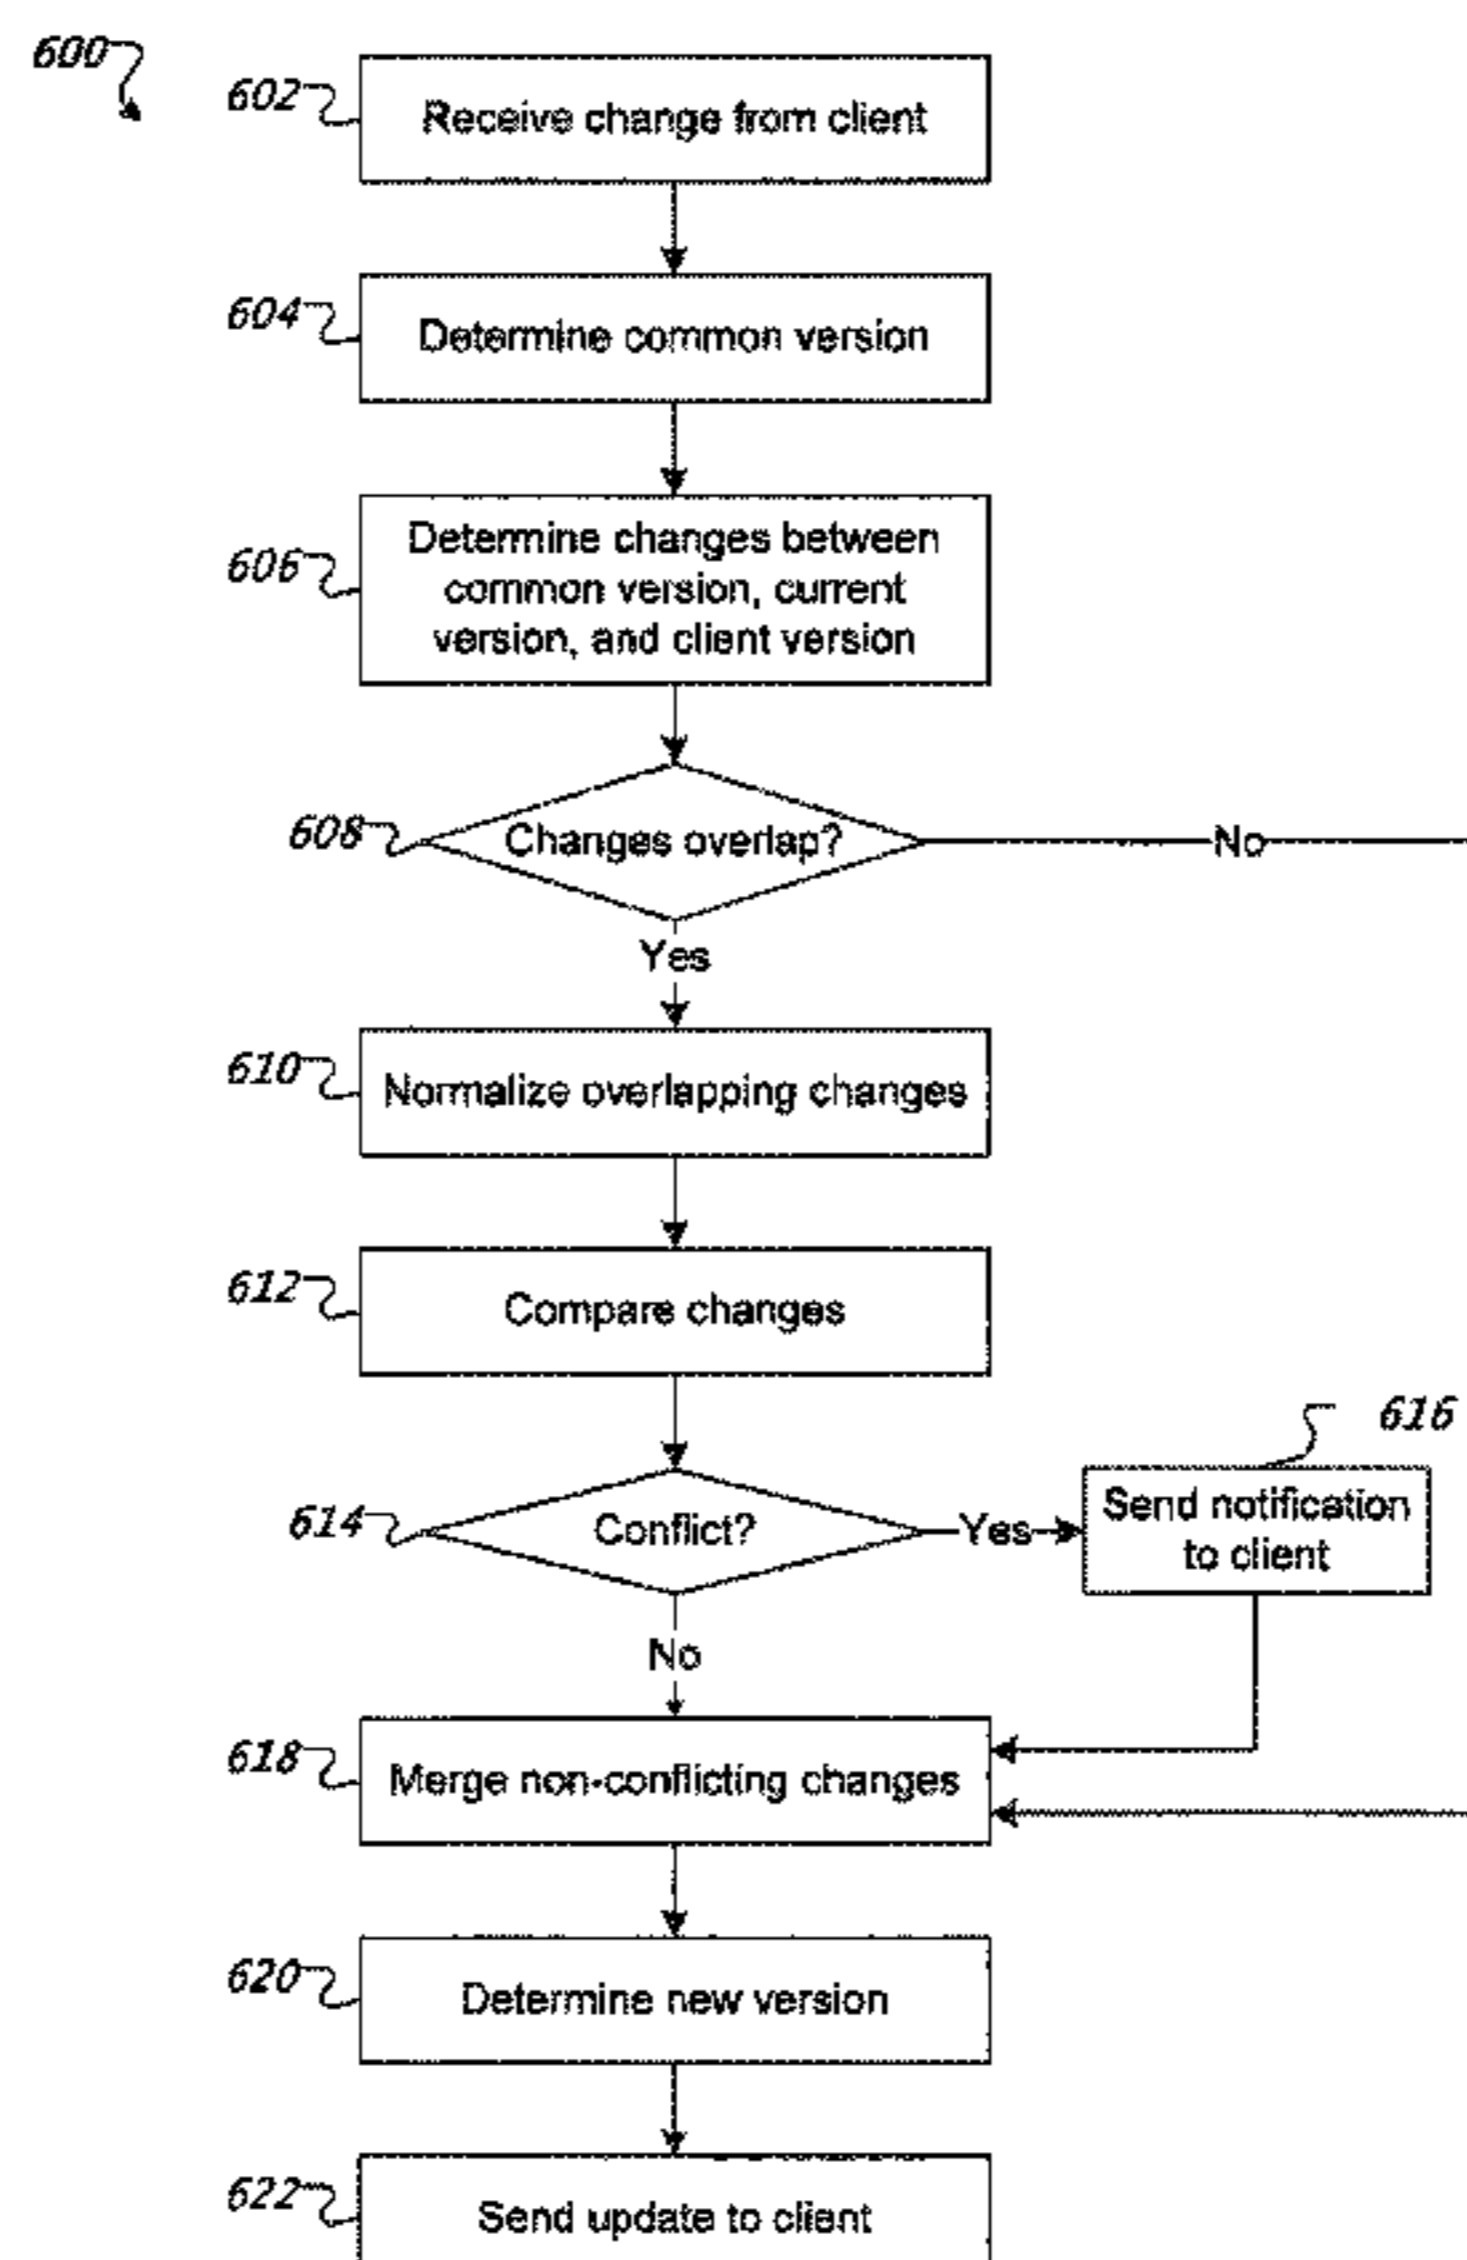 600
602
Receive change from client
604
Determine common version
606
Determine changes between
common version, current
version, and client version
608
Changes overlap?
No
Yes
610
Normalize overlapping changes
612
Compare changes
616
614
Conflict?
Yes
Send notification
to client
No
618
Merge non-conflicting changes
620
Determine new version
622
Send update to client